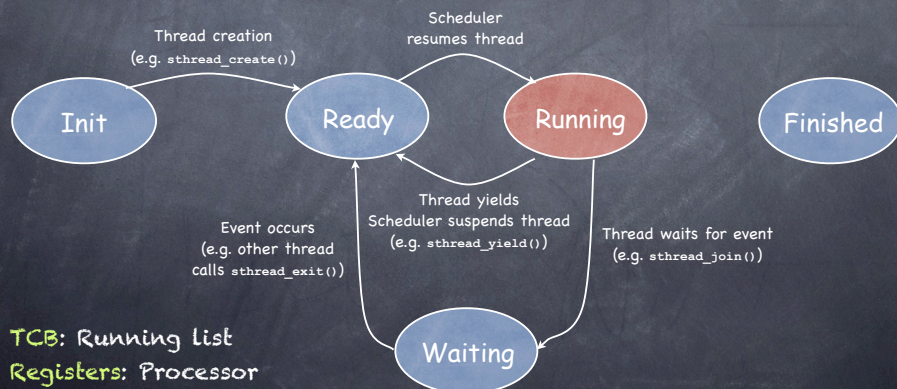 Scheduler
resumes thread
Thread creation
(e.g. sthread_create())
Init
Ready
Running
Finished
Thread yields
Scheduler suspends thread
(e.g. sthread_yield())
Event occurs
(e.g. other thread
calls sthread_exit())
Thread waits for event
(e.g. sthread_join())
Waiting
TCB: Running list
Registers: Processor